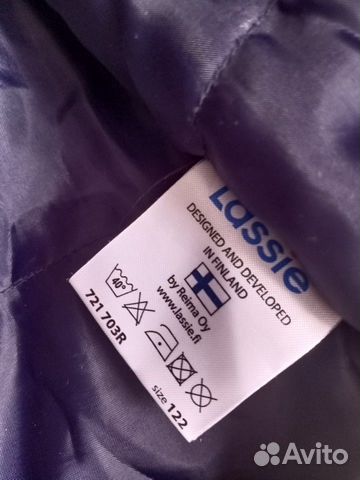 Lassie
DESIGNED AND DEVELOPED
IN FINLAND
by Reima Oy
www.lassie.fi
40°
721 703R
size 122
Avito